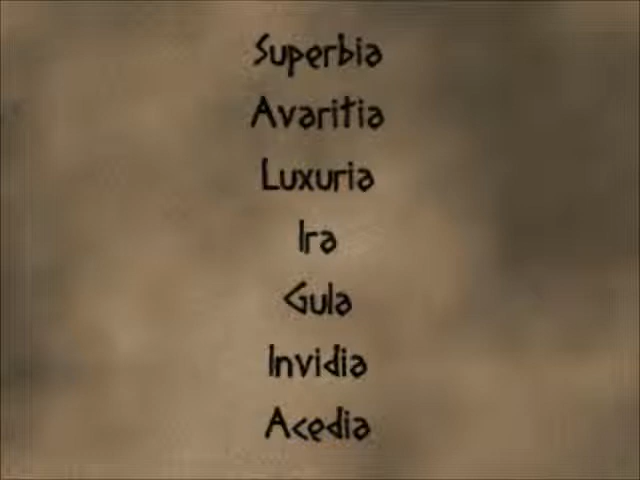 Superbia
Avaritia
Luxuria
Ira
Gula
Invidia
Acedia